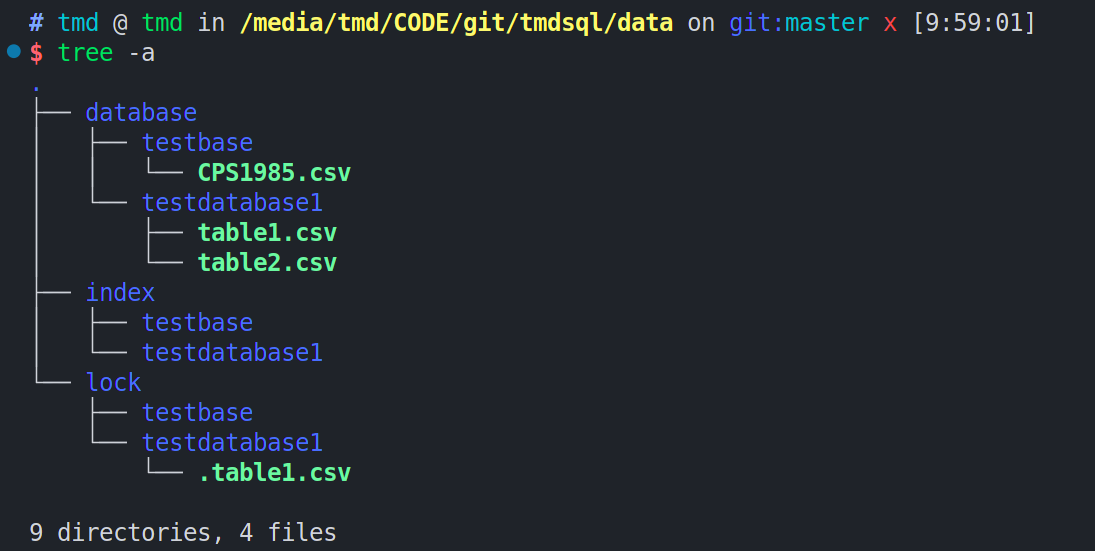 # tmd @ tmd in /media/tmd/CODE/git/tmdsql/data on git:master x [9:59:01]
$ tree -a
.
├── database
│   ├── testbase
│   │   └── CPS1985.csv
│   └── testdatabase1
│       ├── table1.csv
│       └── table2.csv
├── index
│   ├── testbase
│   └── testdatabase1
└── lock
    ├── testbase
    └── testdatabase1
        └── .table1.csv

9 directories, 4 files